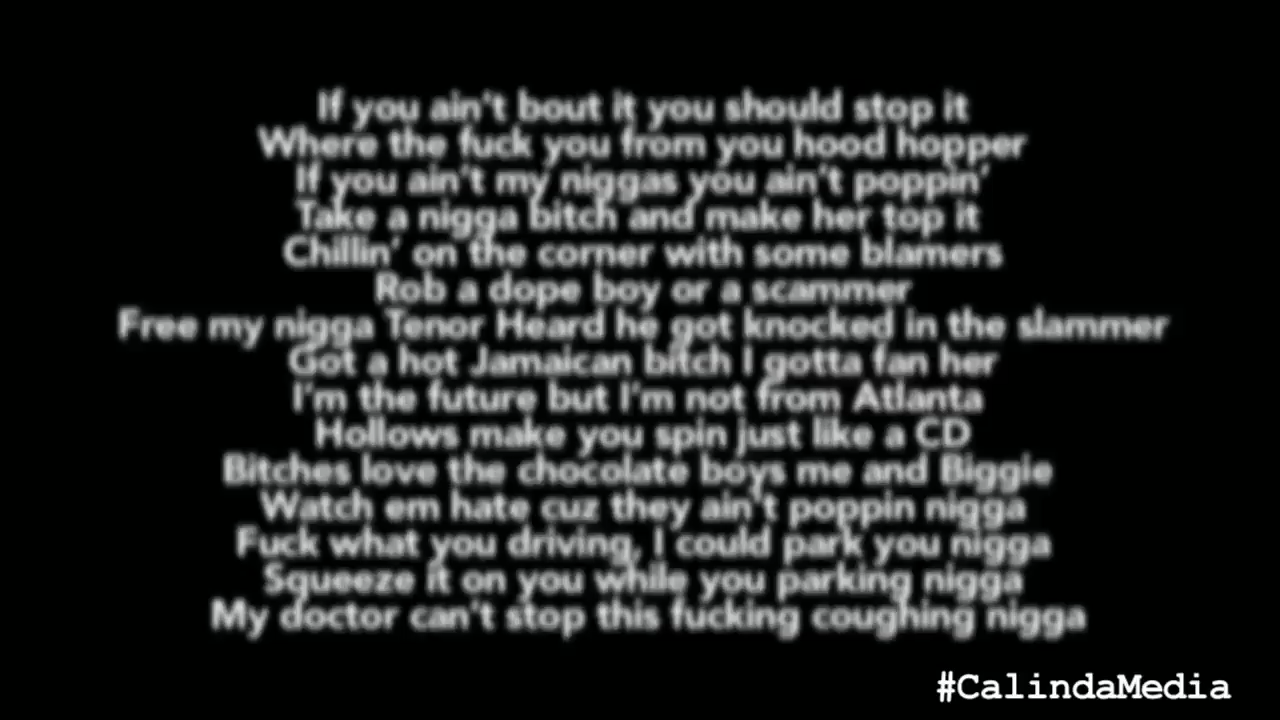 If you ain't bout it you should stop it
Where the fuck you from you hood hopper
If you ain't my niggas you ain't poppin'
Take a nigga bitch and make her top it
Chillin' on the corner with some blamers
Rob a dope boy or a scammer
Free my nigga Tenor Heard he got knocked in the slammer
Got a hot Jamaican bitch I gotta fan her
I'm the future but I'm not from Atlanta
Hollows make you spin just like a CD
Bitches love the chocolate boys me and Biggie
Watch em hate cuz they ain't poppin nigga
Fuck what you driving, I could park you nigga
Squeeze it on you while you parking nigga
My doctor can't stop this fucking coughing nigga
#CalindaMedia